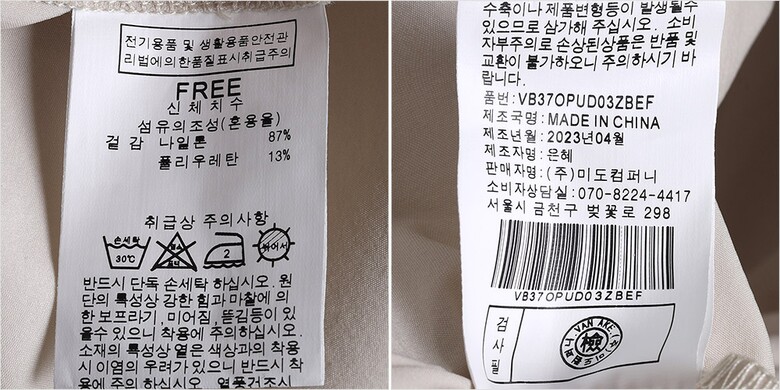 전기용품 및 생활용품안전관
리법에의한품질표시취급주의
FREE
신체치수
섬유의조성(혼용율)
겉감 나일론 87%
폴리우레탄 13%
취급상 주의사항
손세탁
30℃
2
반드시 단독 손세탁 하십시오. 원
단의 특성상 강한 힘과 마찰에 의
한 보프라기, 미어짐, 뜯김등이 있
을수 있으니 착용에 주의하십시오.
소재의 특성상 옅은 색상과의 착용
시 이염의 우려가 있으니 반드시 착
용에 주의 하십시오. 열풍건조시
수축이나 제품변형등이 발생될수
있으므로 삼가해 주십시오. 소비
자부주의로 손상된상품은 반품 및
교환이 불가하오니 주의하시기 바
랍니다.
품번:VB37OPUD03ZBEF
제조국명:MADE IN CHINA
제조년월:2023년04월
제조자명:은혜
판매자명:(주)미도컴퍼니
소비자상담실:070-8224-4417
서울시 금천구 벚꽃로 298
VB37OPUD03ZBEF
검사필
VAN AKE
檢